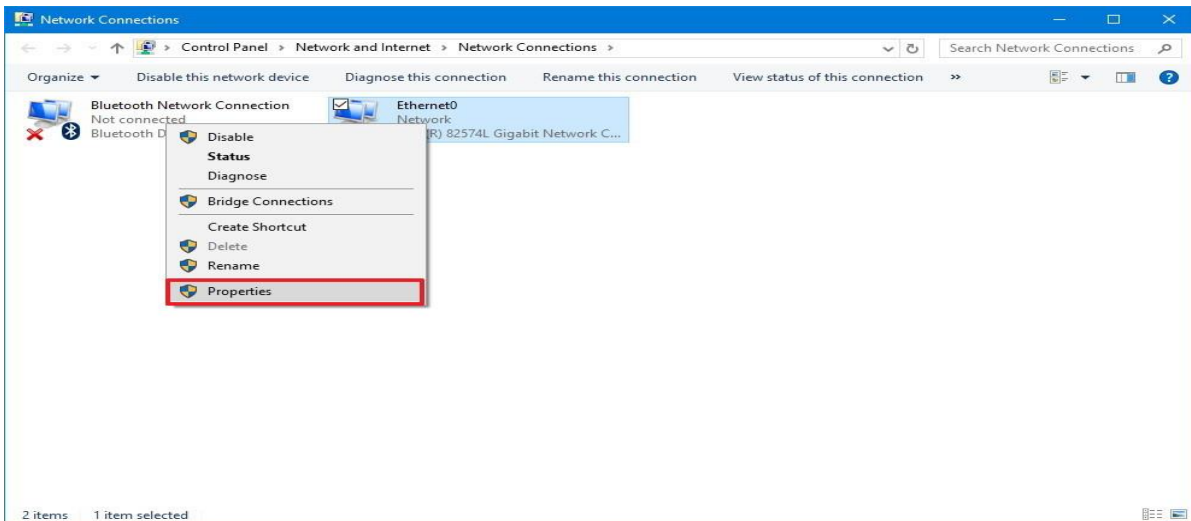 Network Connections
Control Panel > Network and Internet > Network Connections >
Search Network Connections
Organize Disable this network device Diagnose this connection Rename this connection View status of this connection »
Bluetooth Network Connection
Not connected
Bluetooth D
Ethernet0
Network
(R) 82574L Gigabit Network C...
Disable
Status
Diagnose
Bridge Connections
Create Shortcut
Delete
Rename
Properties
2 items 1 item selected